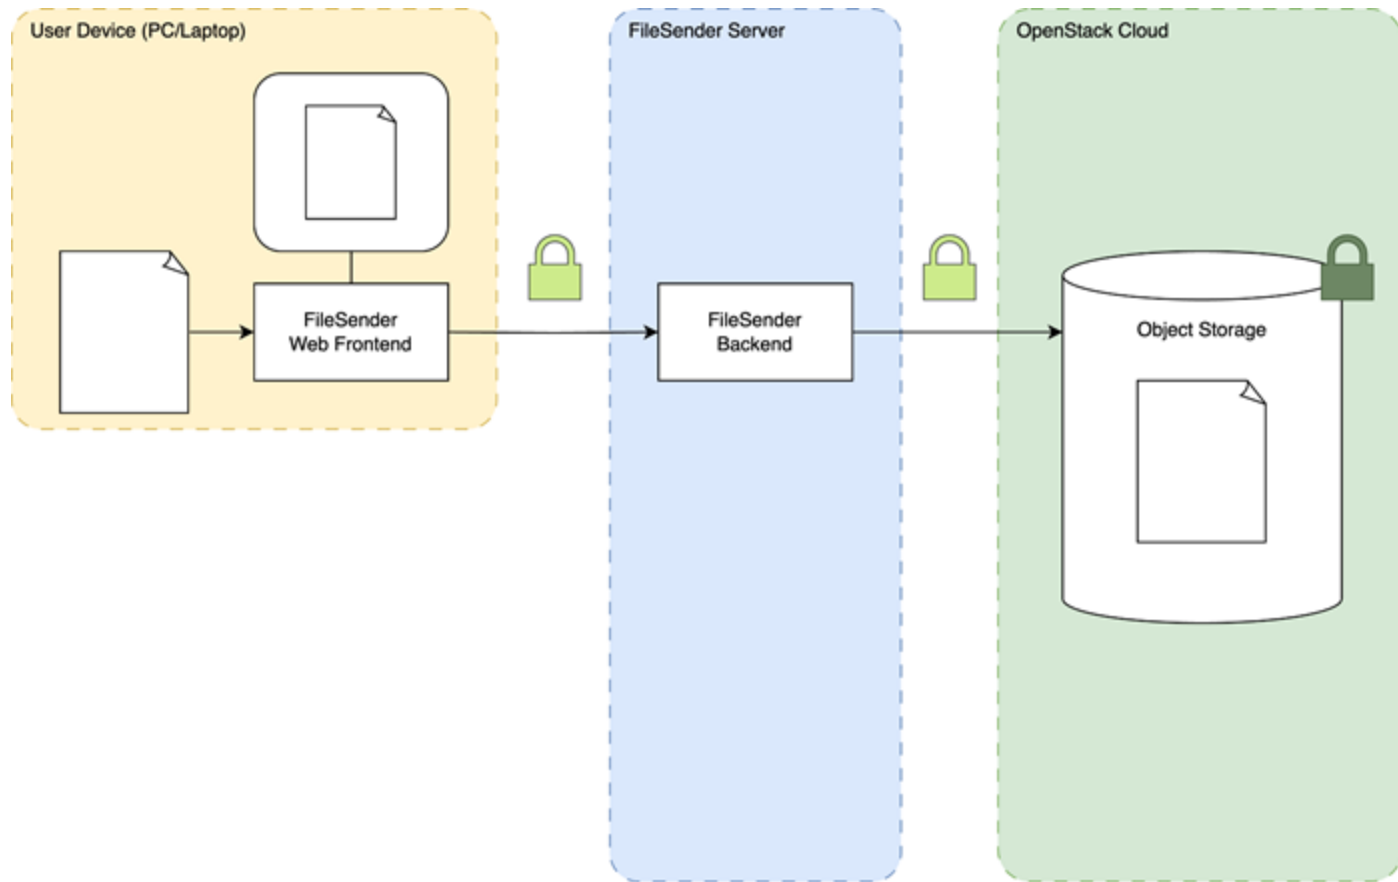 User Device (PC/Laptop)
FileSender Server
OpenStack Cloud
FileSender
Web Frontend
FileSender
Backend
Object Storage